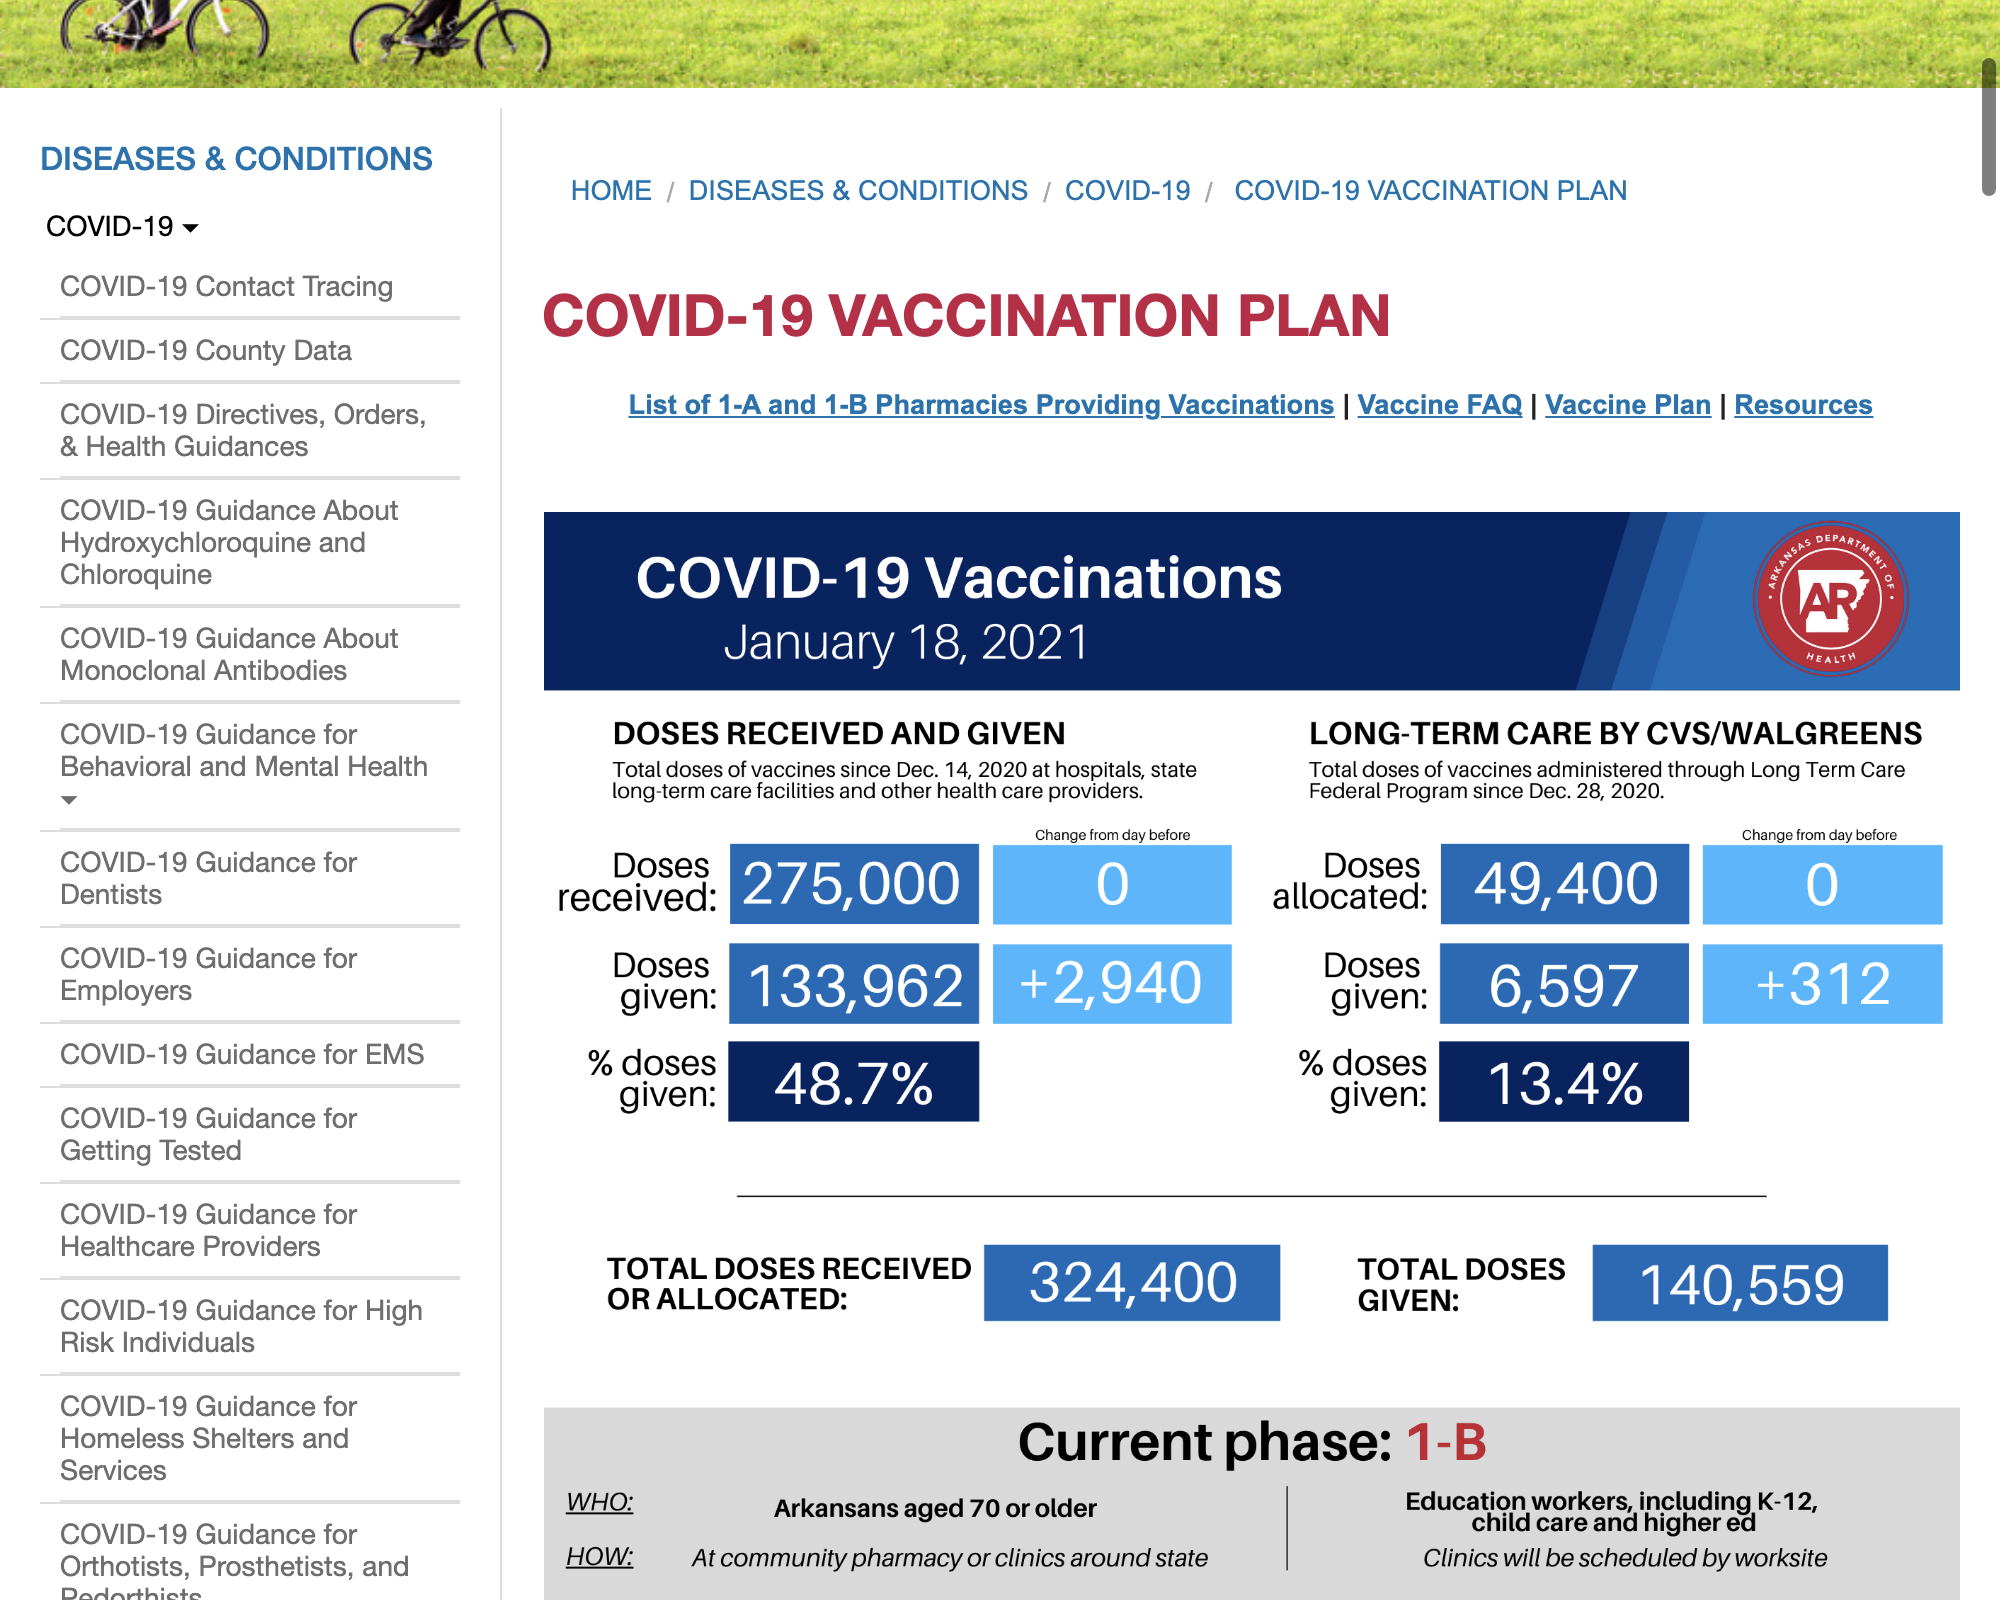 DISEASES & CONDITIONS
COVID-19
COVID-19 Contact Tracing
COVID-19 County Data
COVID-19 Directives, Orders,
& Health Guidances
COVID-19 Guidance About
Hydroxychloroquine and
Chloroquine
COVID-19 Guidance About
Monoclonal Antibodies
COVID-19 Guidance for
Behavioral and Mental Health
COVID-19 Guidance for
Dentists
COVID-19 Guidance for
Employers
COVID-19 Guidance for EMS
COVID-19 Guidance for
Getting Tested
COVID-19 Guidance for
Healthcare Providers
COVID-19 Guidance for High
Risk Individuals
COVID-19 Guidance for
Homeless Shelters and
Services
COVID-19 Guidance for
Orthotists, Prosthetists, and
Pedorthists
HOME / DISEASES & CONDITIONS / COVID-19 / COVID-19 VACCINATION PLAN
COVID-19 VACCINATION PLAN
List of 1-A and 1-B Pharmacies Providing Vaccinations | Vaccine FAQ | Vaccine Plan | Resources
COVID-19 Vaccinations
January 18, 2021
• ARKANSAS DEPARTMENT OF •
AR
HEALTH
DOSES RECEIVED AND GIVEN
Total doses of vaccines since Dec. 14, 2020 at hospitals, state
long-term care facilities and other health care providers.
Change from day before
Doses
received: 275,000 0
Doses
given: 133,962 +2,940
% doses
given: 48.7%
LONG-TERM CARE BY CVS/WALGREENS
Total doses of vaccines administered through Long Term Care
Federal Program since Dec. 28, 2020.
Change from day before
Doses
allocated: 49,400 0
Doses
given: 6,597 +312
% doses
given: 13.4%
TOTAL DOSES RECEIVED
OR ALLOCATED: 324,400
TOTAL DOSES
GIVEN: 140,559
Current phase: 1-B
WHO: Arkansans aged 70 or older
HOW: At community pharmacy or clinics around state
Education workers, including K-12,
child care and higher ed
Clinics will be scheduled by worksite